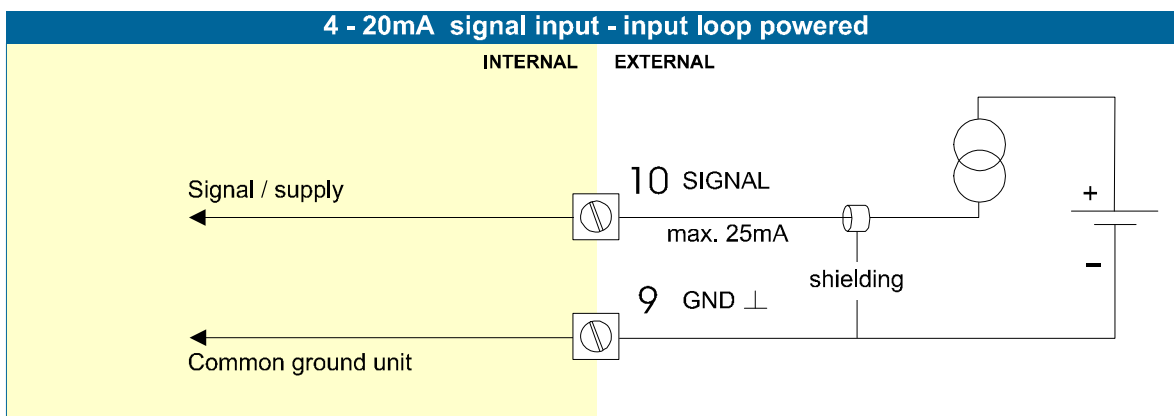 4 - 20mA signal input - input loop powered
INTERNAL EXTERNAL
Signal / supply
10 SIGNAL
max. 25mA
+
-
shielding
9 GND ⊥
Common ground unit